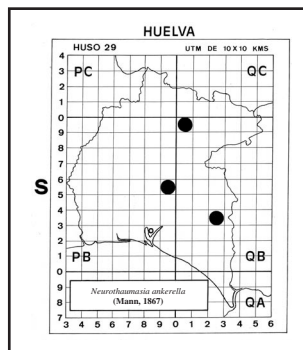 HUELVA
HUSO 29 UTM DE 10 X 10 KMS
4
PC QC
3
2
1
0
9
8
7
6
5
S
4
3
2
1
PB QB
0
9
Neurothaumasia ankerella
(Mann, 1867)
8
QA
7
3 4 5 6 7 8 9 0 1 2 3 4 5 6